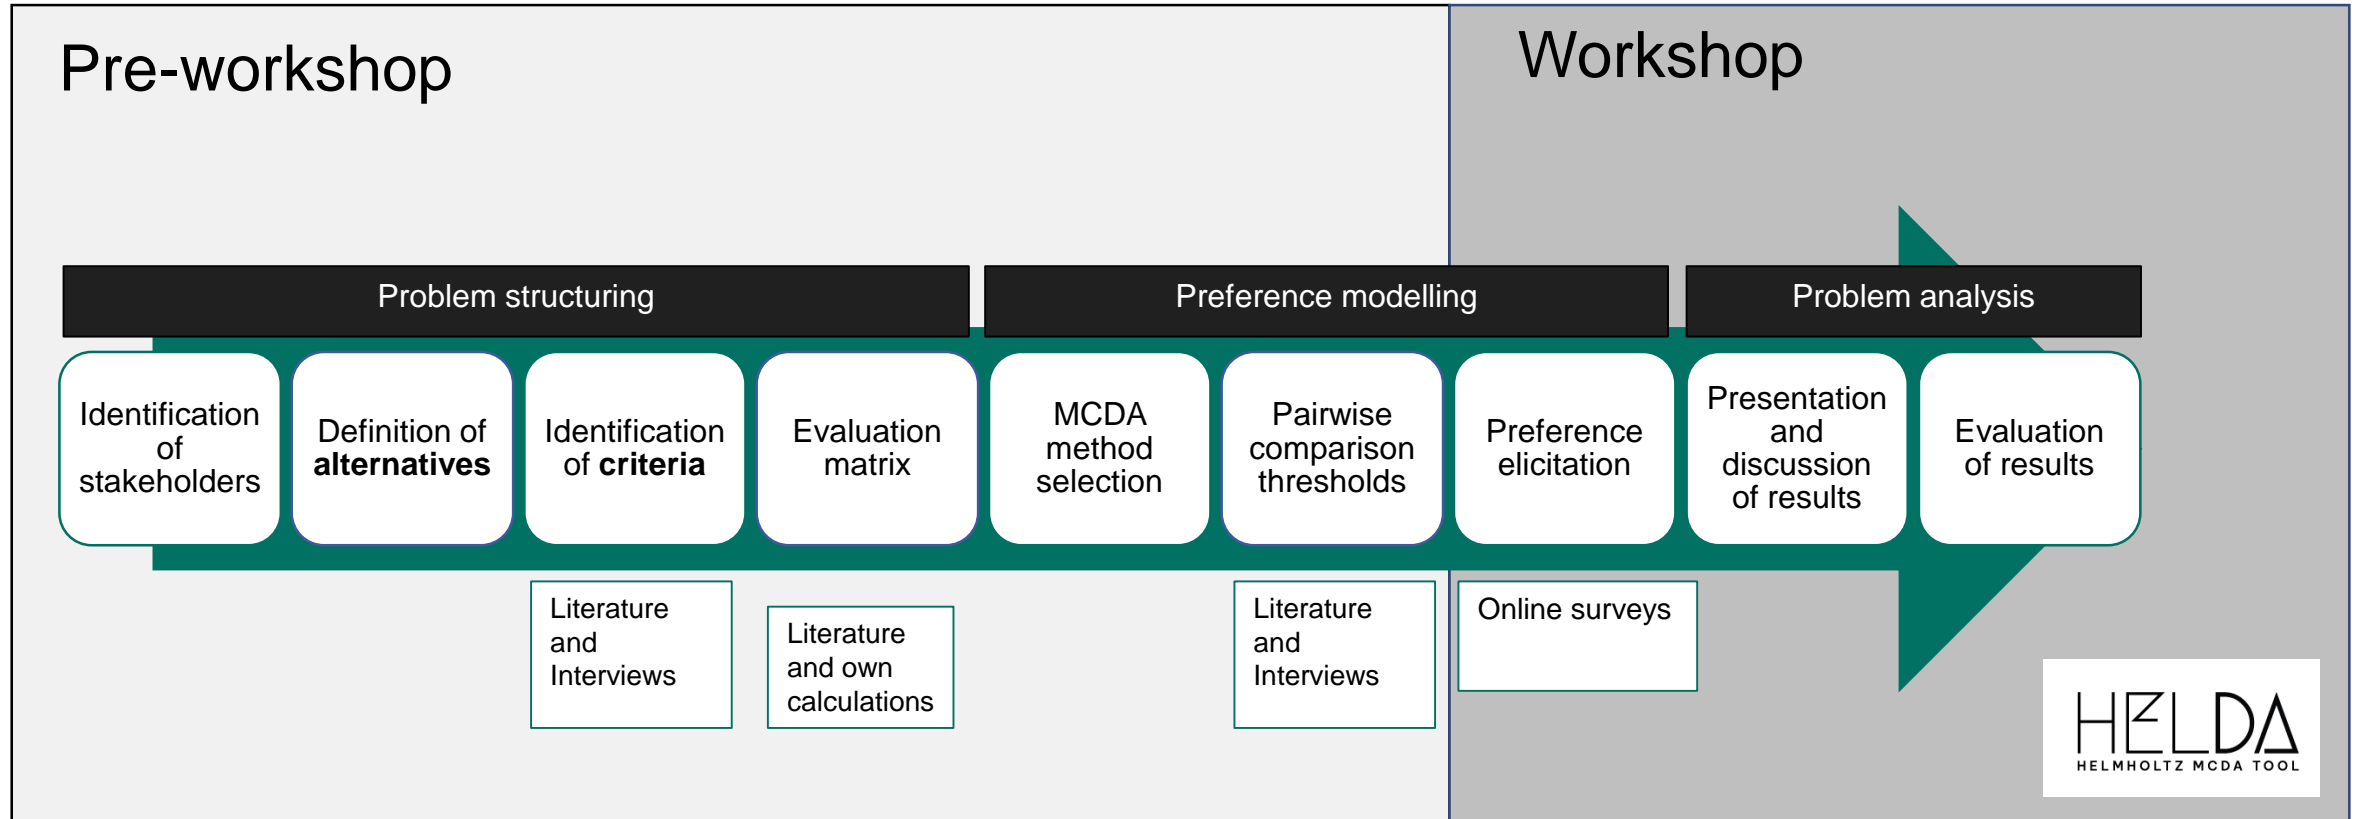 Pre-workshop
Workshop
Problem structuring
Preference modelling
Problem analysis
Identification
of
stakeholders
Definition of
alternatives
Identification
of criteria
Evaluation
matrix
MCDA
method
selection
Pairwise
comparison
thresholds
Preference
elicitation
Presentation
and
discussion
of results
Evaluation
of results
Literature
and
Interviews
Literature
and own
calculations
Literature
and
Interviews
Online surveys
HELDA
HELMHOLTZ MCDA TOOL